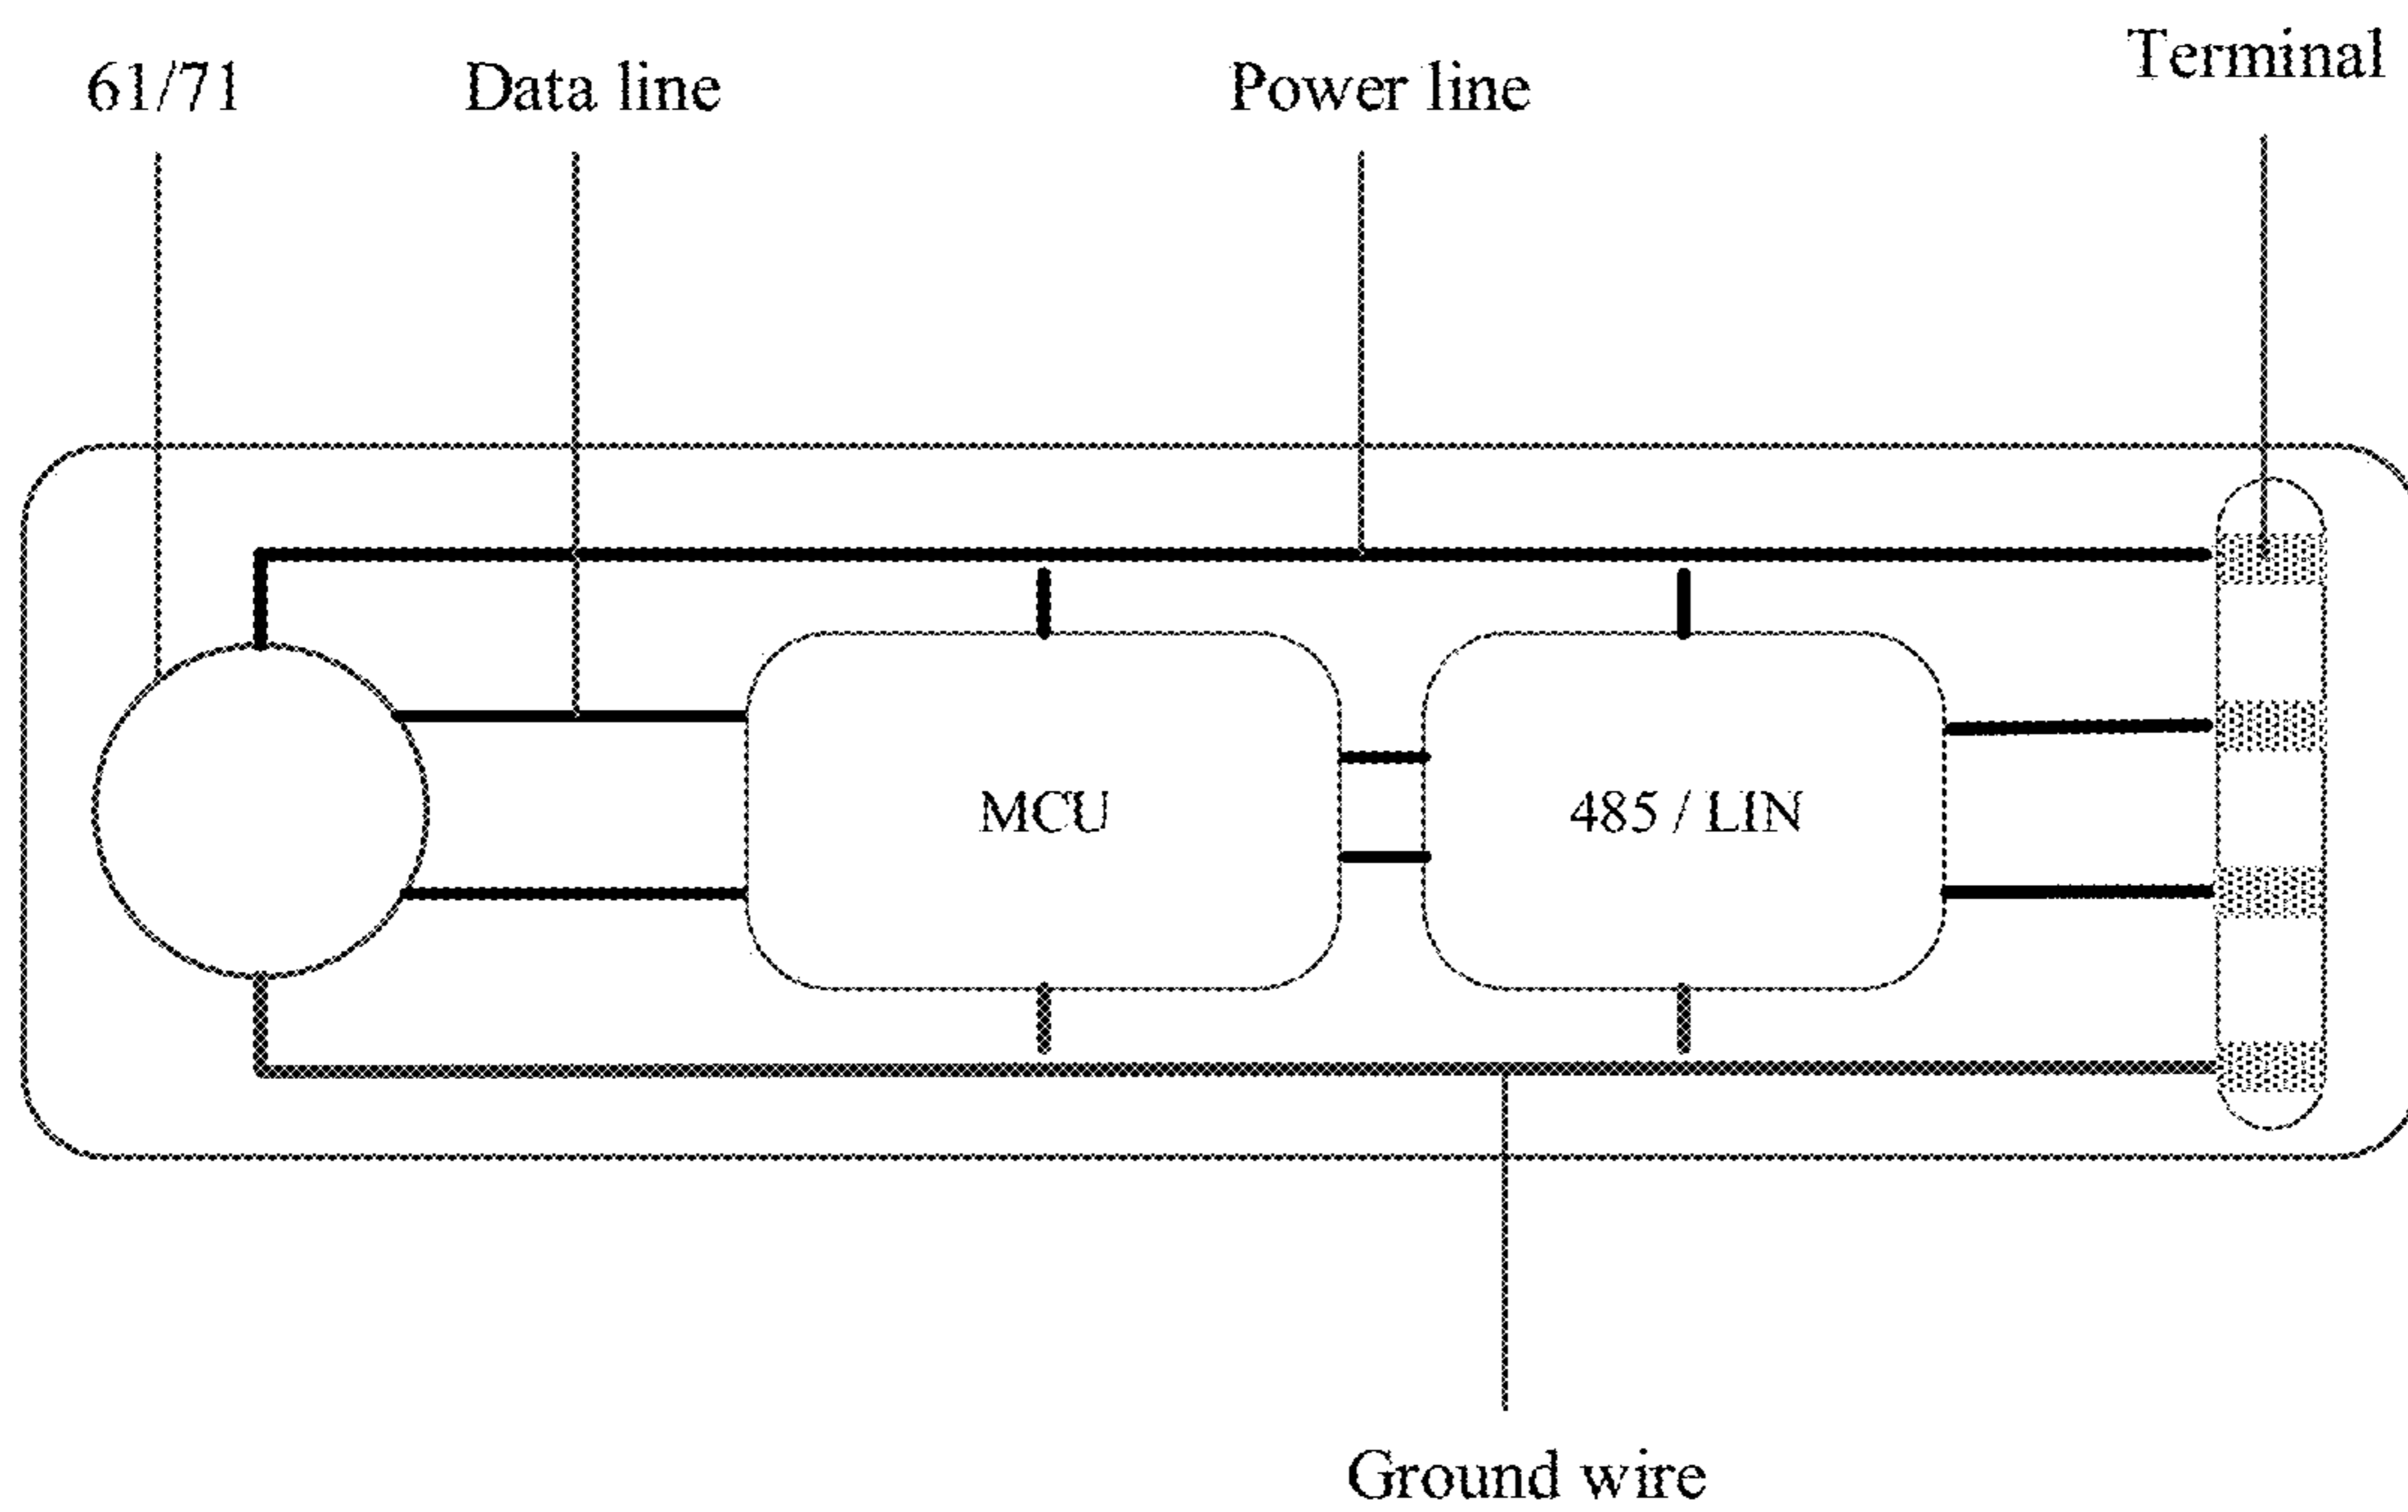 61/71
Data line
Power line
Terminal
MCU
485 / LIN
Ground wire